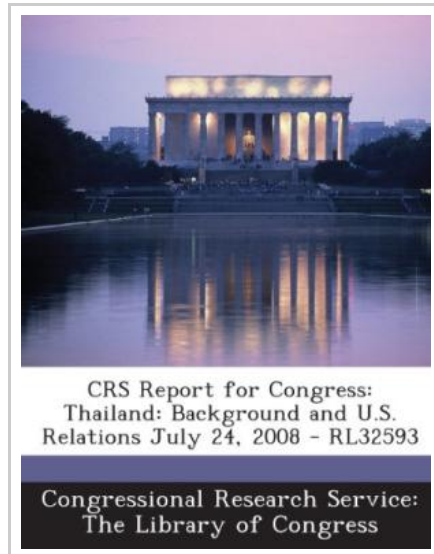 CRS Report for Congress:
Thailand: Background and U.S.
Relations July 24, 2008 - RL32593
Congressional Research Service:
The Library of Congress